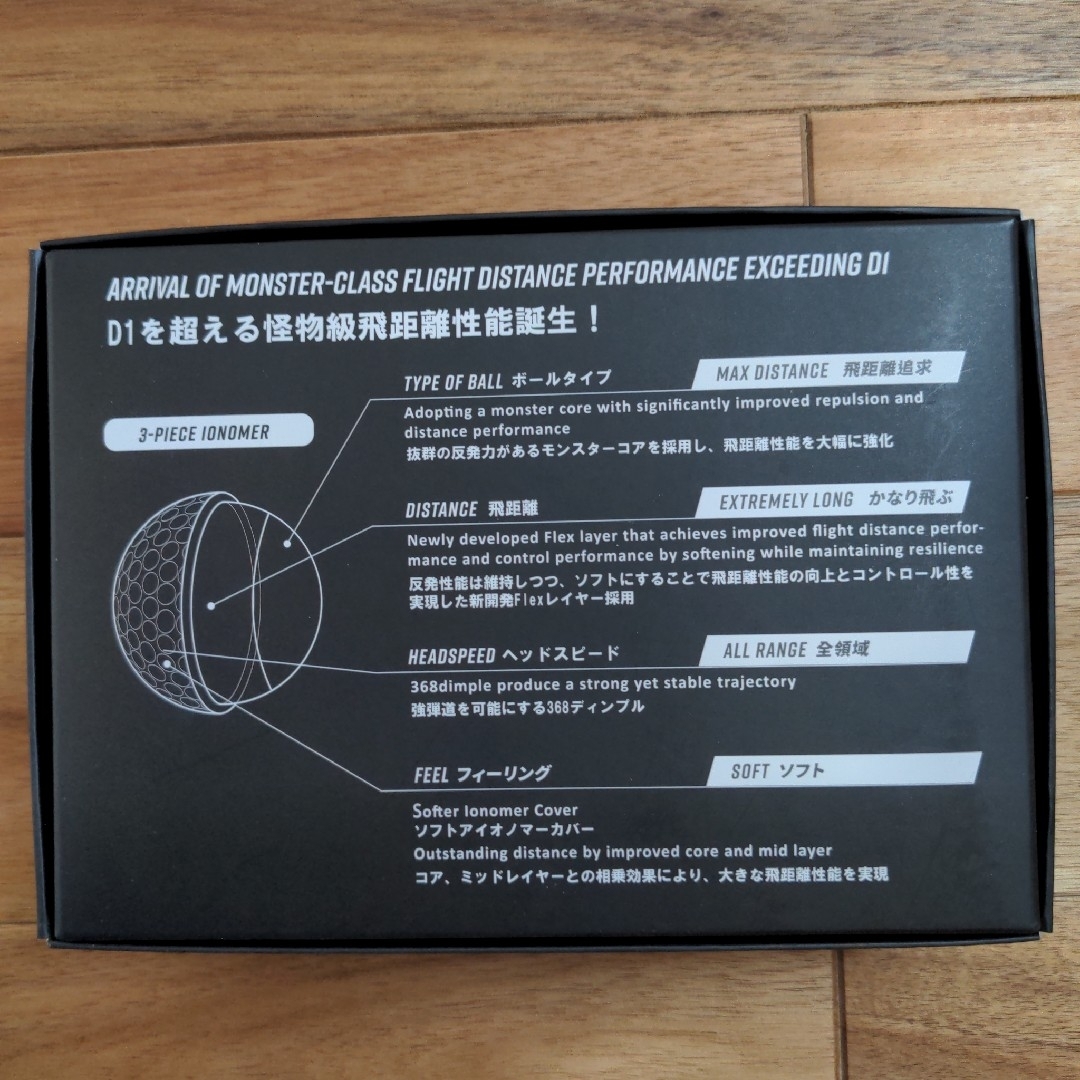 ARRIVAL OF MONSTER-CLASS FLIGHT DISTANCE PERFORMANCE EXCEEDING D1
D1を超える怪物級飛距離性能誕生！
3-PIECE IONOMER
TYPE OF BALL ボールタイプ
MAX DISTANCE 飛距離追求
Adopting a monster core with significantly improved repulsion and
distance performance
抜群の反発力があるモンスターコアを採用し、飛距離性能を大幅に強化
DISTANCE 飛距離
EXTREMELY LONG かなり飛ぶ
Newly developed Flex layer that achieves improved flight distance perfor-
mance and control performance by softening while maintaining resilience
反発性能は維持しつつ、ソフトにすることで飛距離性能の向上とコントロール性を
実現した新開発Flexレイヤー採用
HEADSPEED ヘッドスピード
ALL RANGE 全領域
368dimple produce a strong yet stable trajectory
強弾道を可能にする368ディンプル
FEEL フィーリング
SOFT ソフト
Softer Ionomer Cover
ソフトアイオノマーカバー
Outstanding distance by improved core and mid layer
コア、ミッドレイヤーとの相乗効果により、大きな飛距離性能を実現